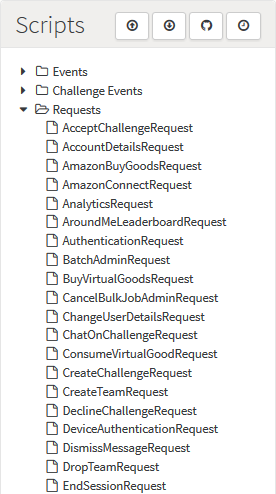 Scripts
Events
Challenge Events
Requests
AcceptChallengeRequest
AccountDetailsRequest
AmazonBuyGoodsRequest
AmazonConnectRequest
AnalyticsRequest
AroundMeLeaderboardRequest
AuthenticationRequest
BatchAdminRequest
BuyVirtualGoodsRequest
CancelBulkJobAdminRequest
ChangeUserDetailsRequest
ChatOnChallengeRequest
ConsumeVirtualGoodRequest
CreateChallengeRequest
CreateTeamRequest
DeclineChallengeRequest
DeviceAuthenticationRequest
DismissMessageRequest
DropTeamRequest
EndSessionRequest